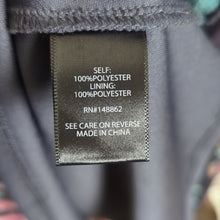 SELF:
100%POLYESTER
LINING:
100%POLYESTER
RN#148862
SEE CARE ON REVERSE
MADE IN CHINA